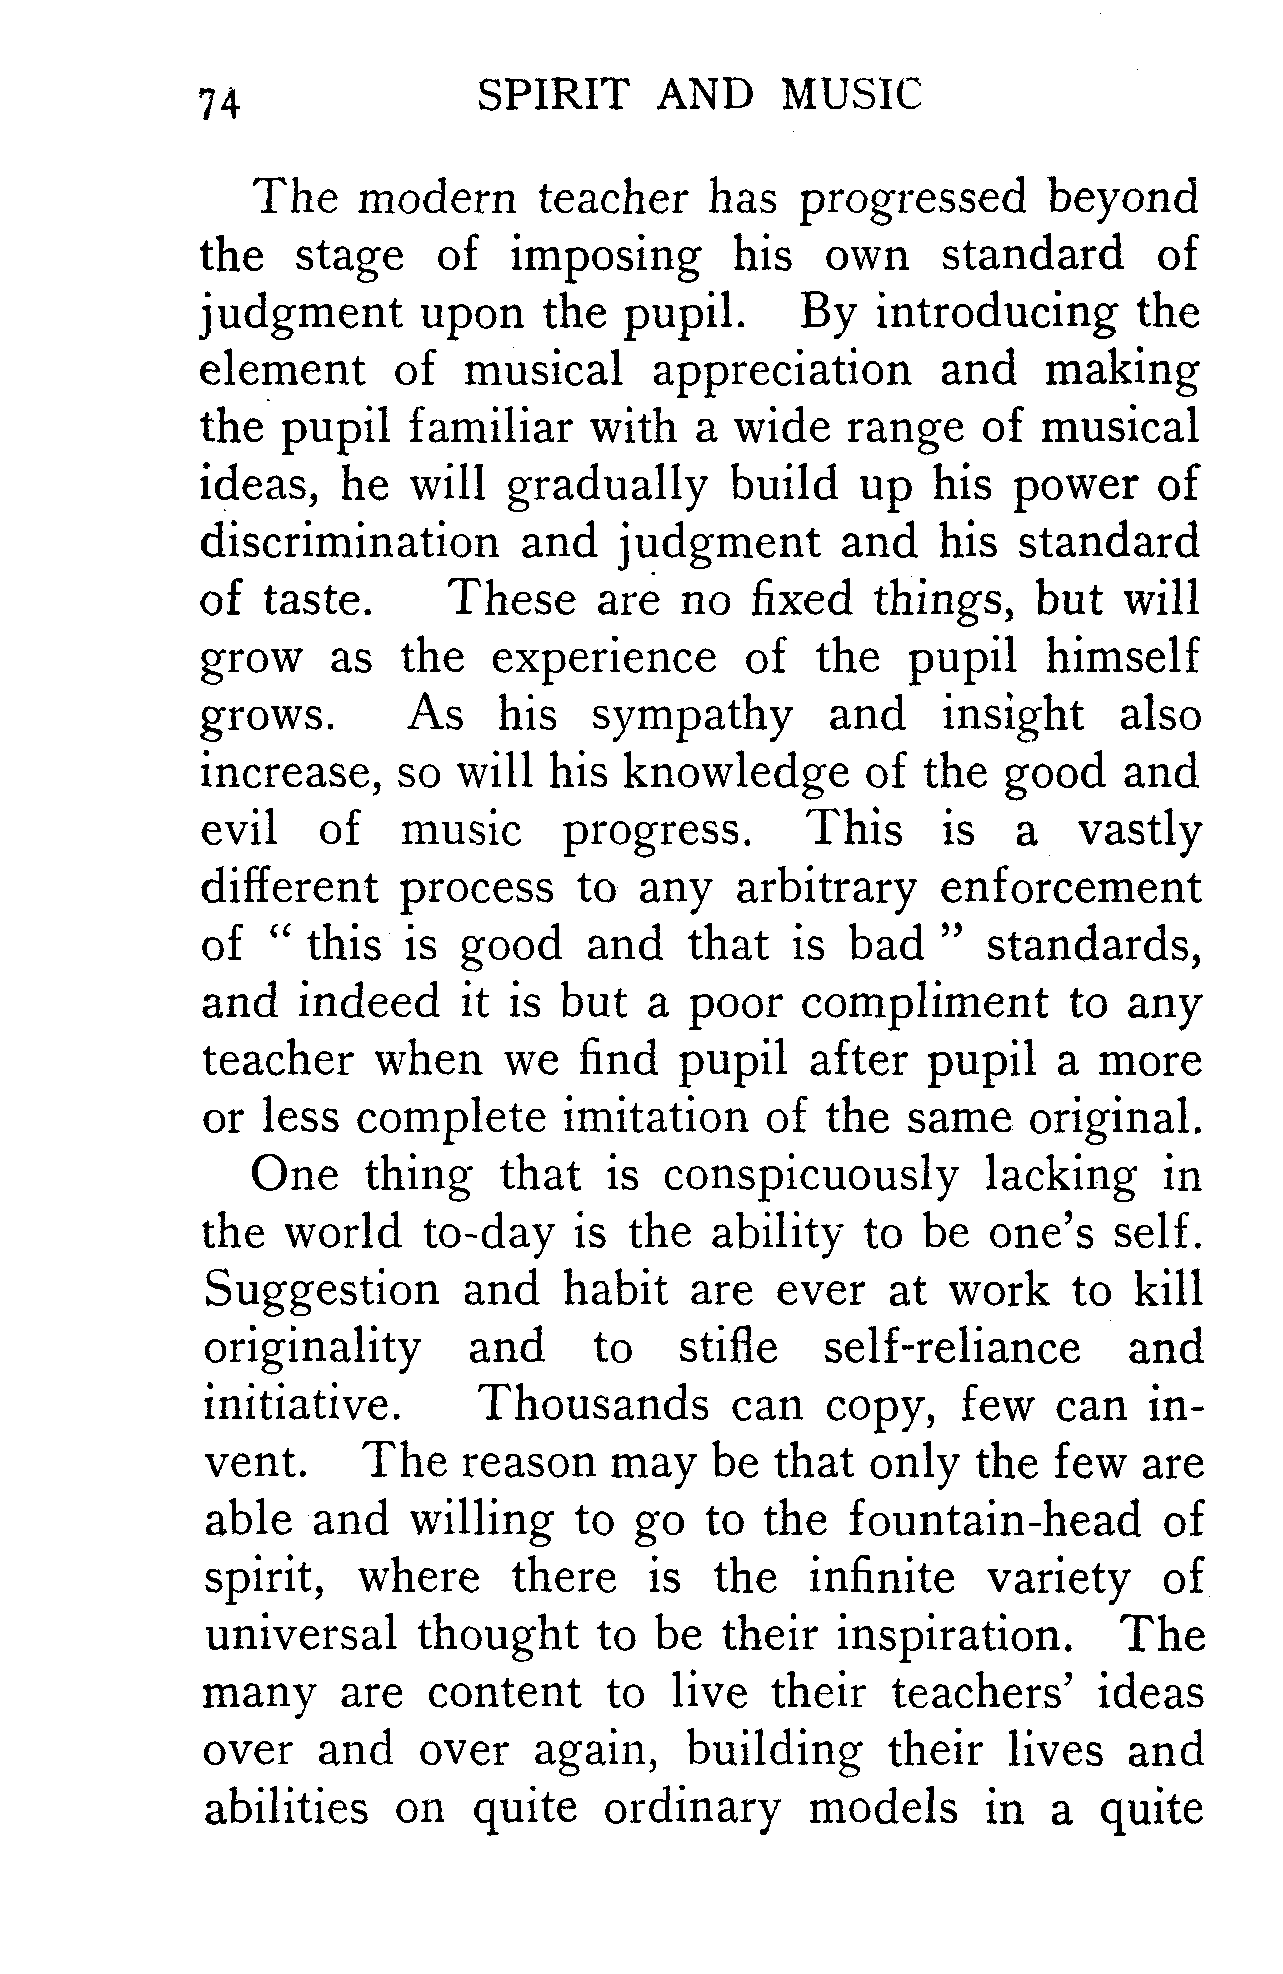 74 SPIRIT AND MUSIC
The modern teacher has progressed beyond
the stage of imposing his own standard of
judgment upon the pupil. By introducing the
element of musical appreciation and making
the pupil familiar with a wide range of musical
ideas, he will gradually build up his power of
discrimination and judgment and his standard
of taste. These are no fixed things, but will
grow as the experience of the pupil himself
grows. As his sympathy and insight also
increase, so will his knowledge of the good and
evil of music progress. This is a vastly
different process to any arbitrary enforcement
of “ this is good and that is bad ” standards,
and indeed it is but a poor compliment to any
teacher when we find pupil after pupil a more
or less complete imitation of the same original.
One thing that is conspicuously lacking in
the world to-day is the ability to be one’s self.
Suggestion and habit are ever at work to kill
originality and to stifle self-reliance and
initiative. Thousands can copy, few can in-
vent. The reason may be that only the few are
able and willing to go to the fountain-head of
spirit, where there is the infinite variety of
universal thought to be their inspiration. The
many are content to live their teachers’ ideas
over and over again, building their lives and
abilities on quite ordinary models in a quite